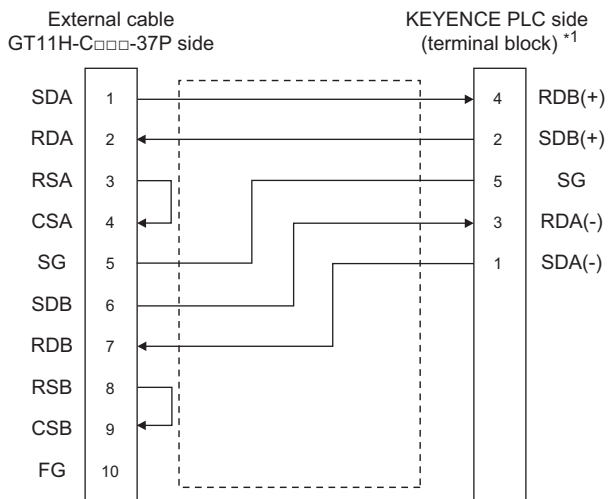 External cable
GT11H-C□□□-37P side
KEYENCE PLC side
(terminal block) *1
SDA 1 4 RDB(+)
RDA 2 2 SDB(+)
RSA 3 5 SG
CSA 4 3 RDA(-)
SG 5 1 SDA(-)
SDB 6
RDB 7
RSB 8
CSB 9
FG 10